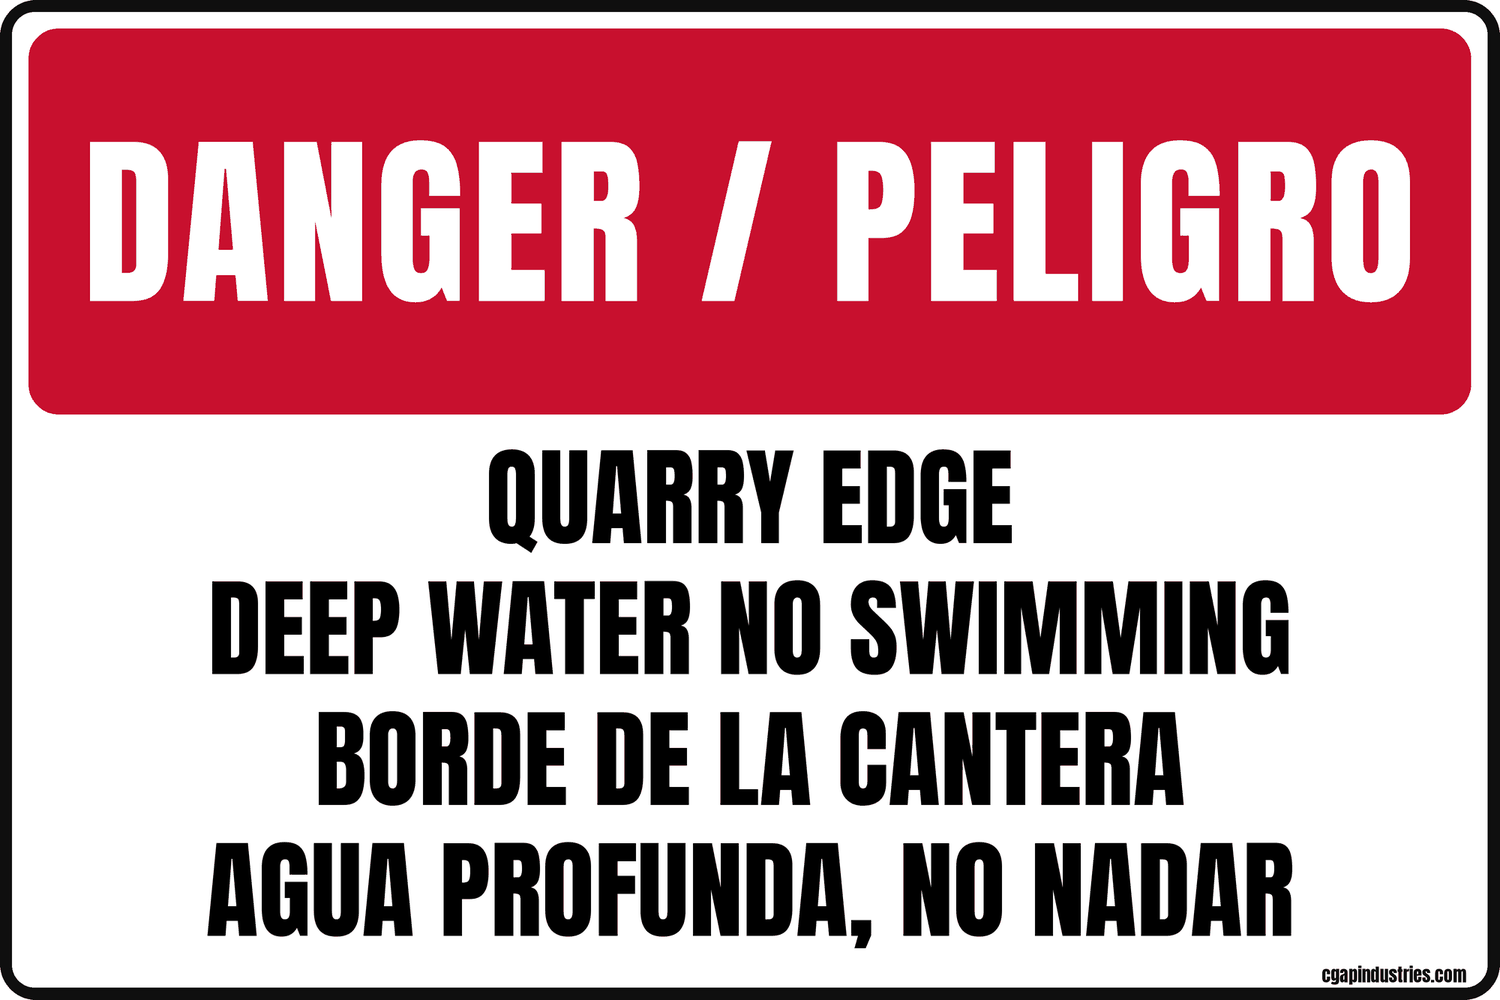 DANGER / PELIGRO
QUARRY EDGE
DEEP WATER NO SWIMMING
BORDE DE LA CANTERA
AGUA PROFUNDA, NO NADAR
cgapindustries.com